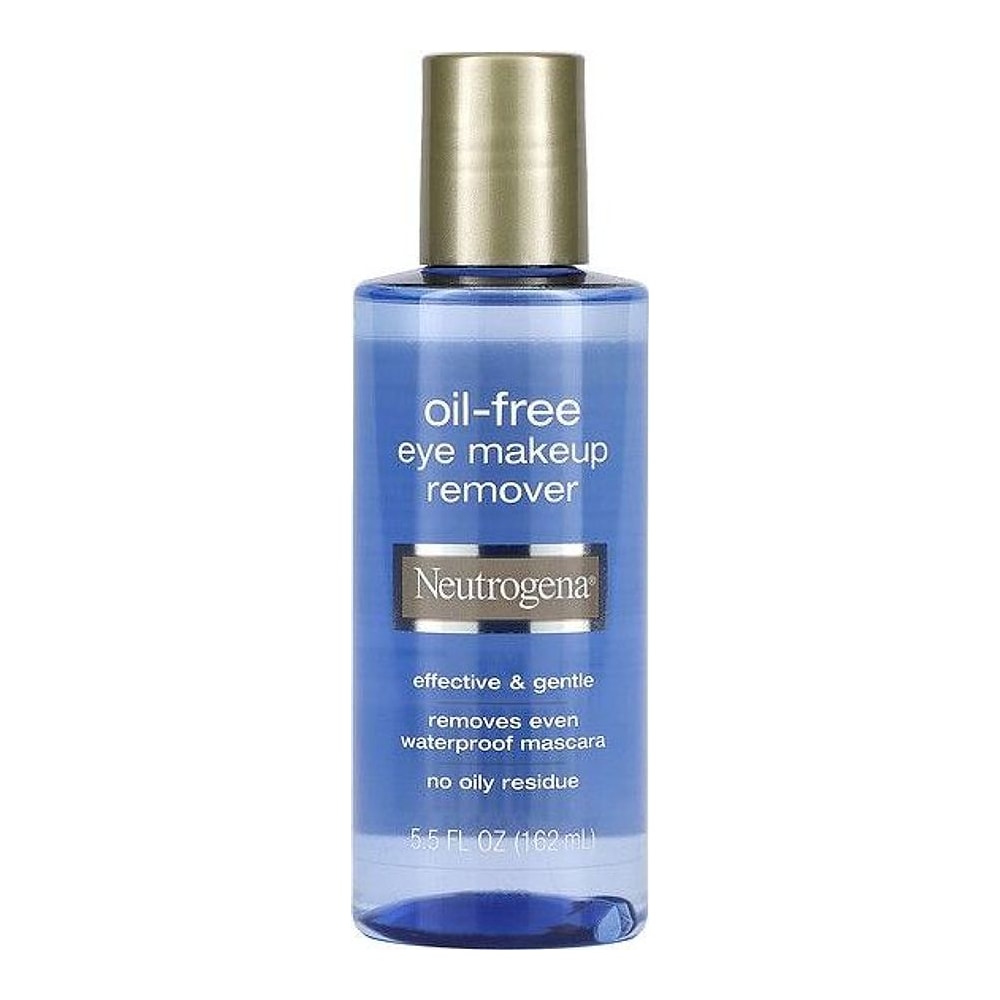 oil-free
eye makeup
remover
Neutrogena®
effective & gentle
removes even
waterproof mascara
no oily residue
5.5 FL OZ (162 mL)